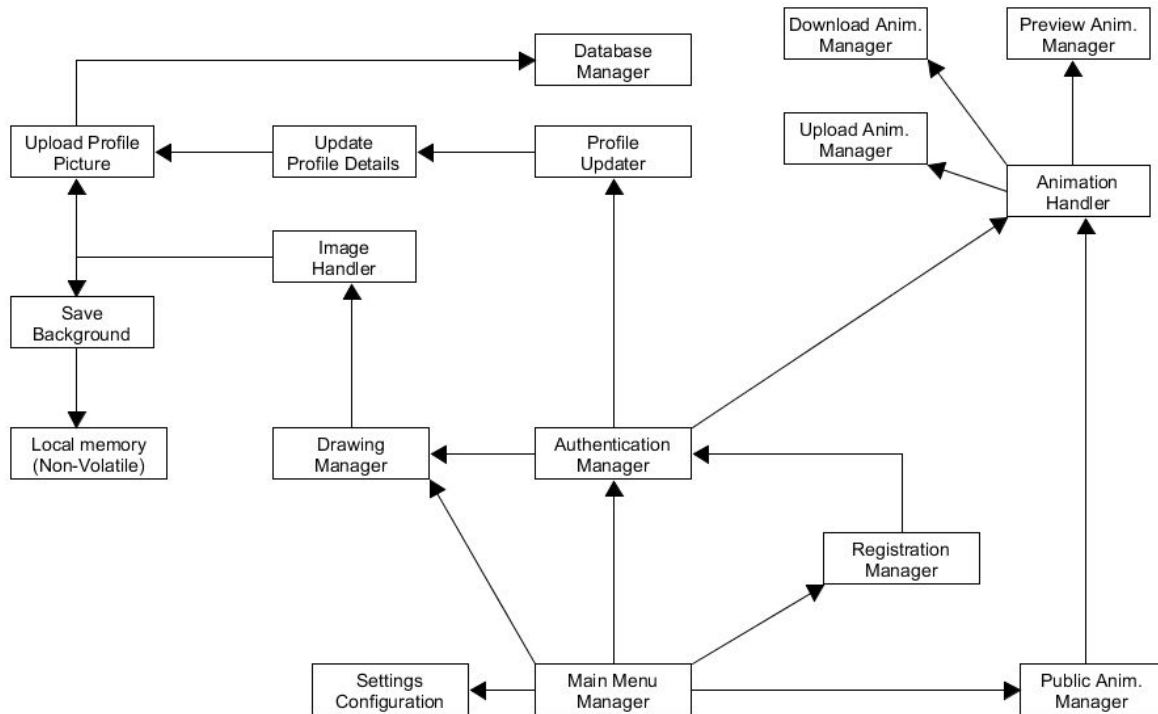 Download Anim.
Manager
Preview Anim.
Manager
Database
Manager
Upload Profile
Picture
Update
Profile Details
Profile
Updater
Upload Anim.
Manager
Animation
Handler
Image
Handler
Save
Background
Local memory
(Non-Volatile)
Drawing
Manager
Authentication
Manager
Registration
Manager
Settings
Configuration
Main Menu
Manager
Public Anim.
Manager